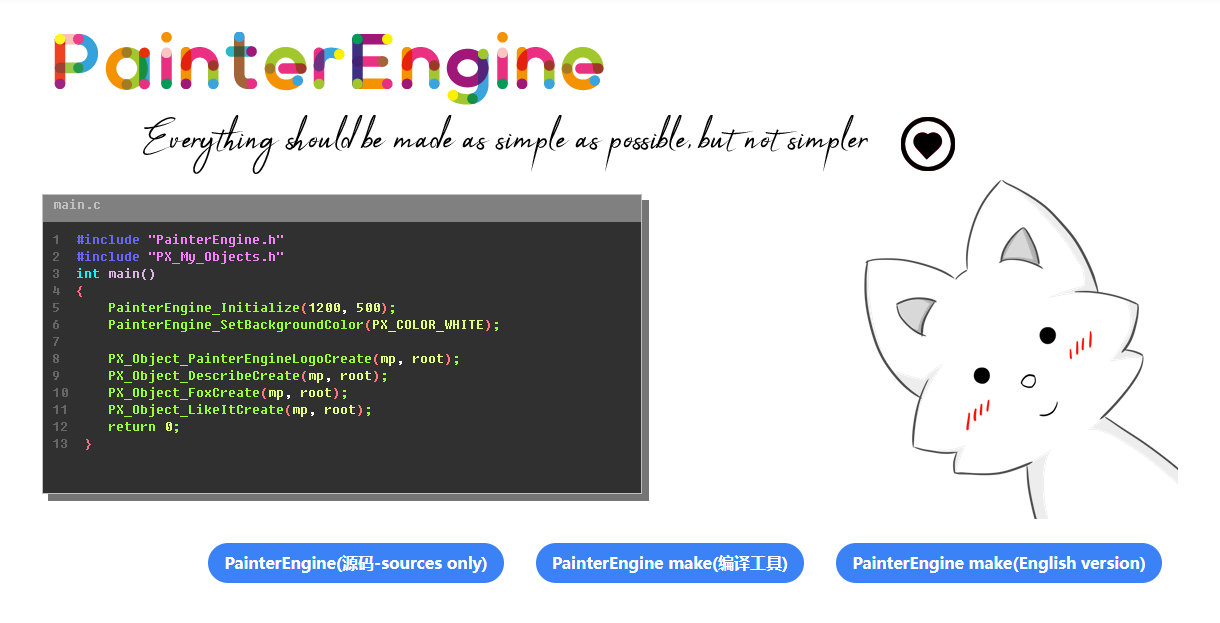 PainterEngine
Everything should be made as simple as possible, but not simpler
main.c
1 #include "PainterEngine.h"
2 #include "PX_My_Objects.h"
3 int main()
4 {
5 PainterEngine_Initialize(1200, 500);
6 PainterEngine_SetBackgroundColor(PX_COLOR_WHITE);
7
8 PX_Object_PainterEngineLogoCreate(mp, root);
9 PX_Object_DescribeCreate(mp, root);
10 PX_Object_FoxCreate(mp, root);
11 PX_Object_LikeItCreate(mp, root);
12 return 0;
13 }
PainterEngine(源码-sources only) PainterEngine make(编译工具) PainterEngine make(English version)